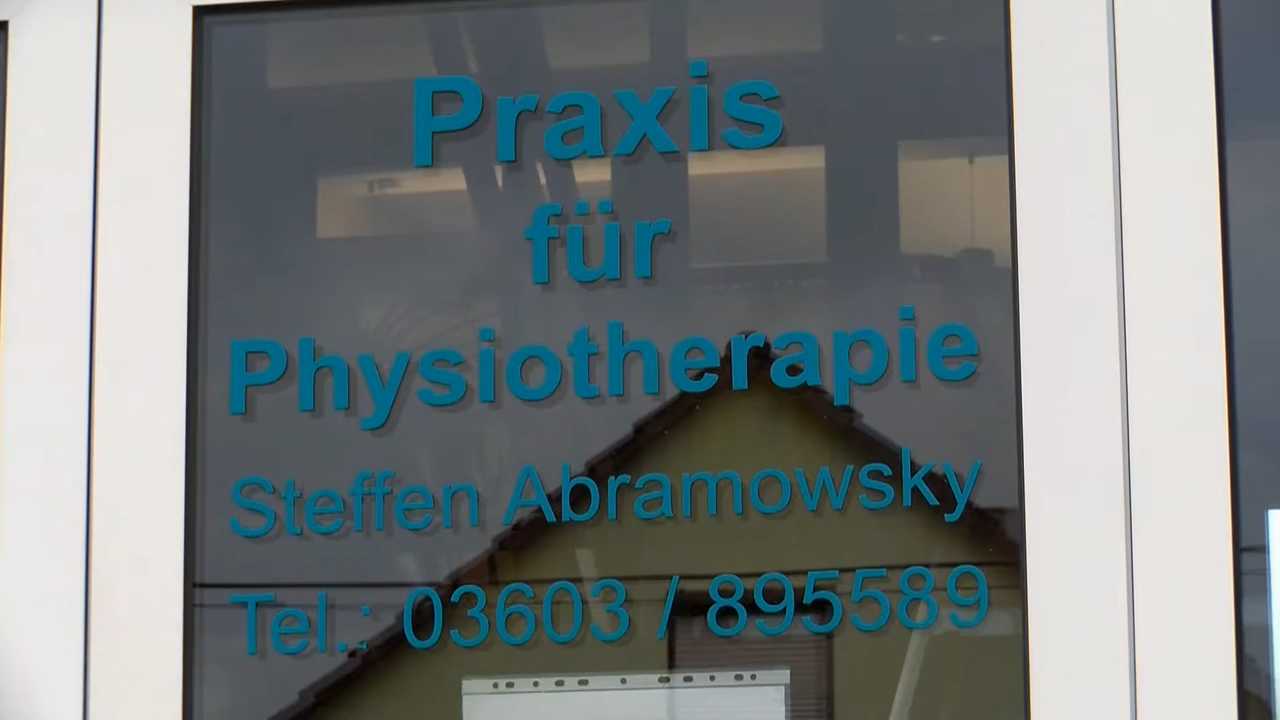 Praxis
für
Physiotherapie
Steffen Abramowsky
Tel.: 03603 / 895589